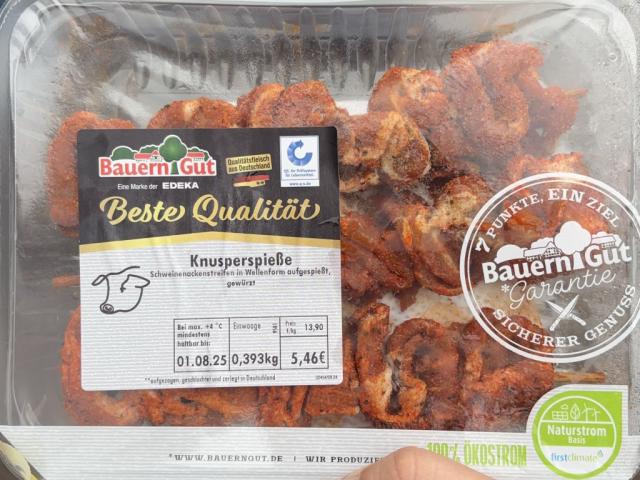 Bauern Gut
Eine Marke der EDEKA
Qualitätsfleisch
aus Deutschland
QS. Ihr Prüfsystem
für Lebensmittel.
www.q-s.de
Beste Qualität
Knusperspieße
Schweinenackenstreifen in Wellenform aufgespießt,
gewürzt
Bei max. +4 °C
mindestens
haltbar bis:
01.08.25
Einwaage
0,393kg
Preis
€/kg
13,90
5,46€
**aufgezogen, geschlachtet und zerlegt in Deutschland
7 PUNKTE, EIN ZIEL
Bauern Gut
*Garantie
SICHERER GENUSS
*WWW.BAUERNGUT.DE | WIR PRODUZIE
100% ÖKOSTROM
Naturstrom
Basis
firstclimate